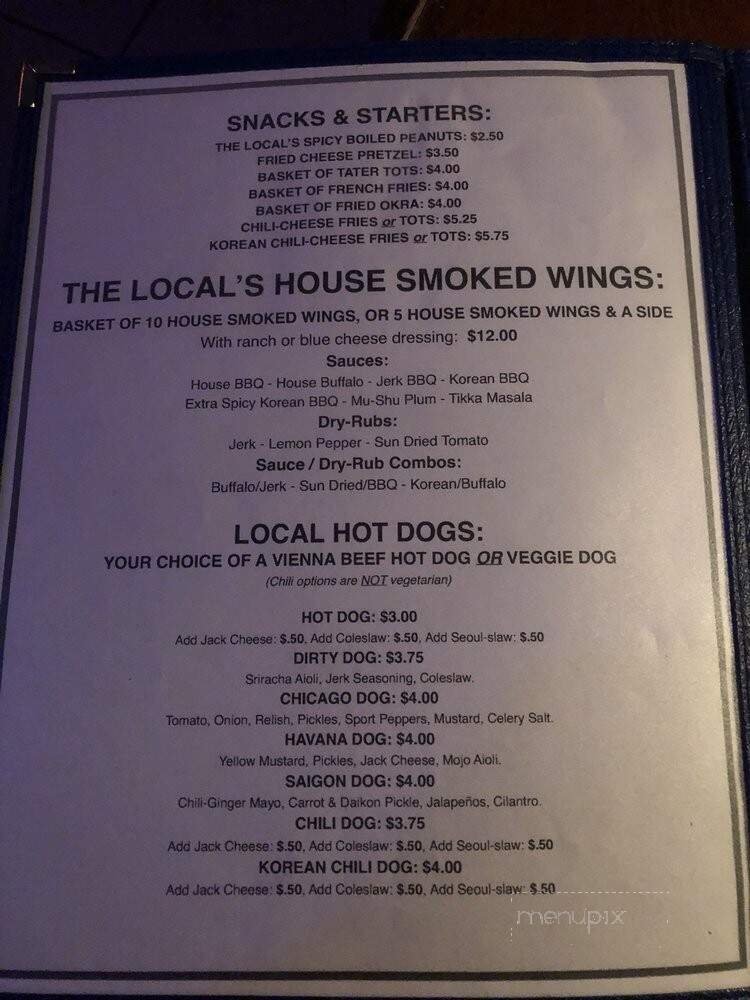 SNACKS & STARTERS:
THE LOCAL'S SPICY BOILED PEANUTS: $2.50
FRIED CHEESE PRETZEL: $3.50
BASKET OF TATER TOTS: $4.00
BASKET OF FRENCH FRIES: $4.00
BASKET OF FRIED OKRA: $4.00
CHILI-CHEESE FRIES or TOTS: $5.25
KOREAN CHILI-CHEESE FRIES or TOTS: $5.75
THE LOCAL'S HOUSE SMOKED WINGS:
BASKET OF 10 HOUSE SMOKED WINGS, OR 5 HOUSE SMOKED WINGS & A SIDE
With ranch or blue cheese dressing: $12.00
Sauces:
House BBQ - House Buffalo - Jerk BBQ - Korean BBQ
Extra Spicy Korean BBQ - Mu-Shu Plum - Tikka Masala
Dry-Rubs:
Jerk - Lemon Pepper - Sun Dried Tomato
Sauce / Dry-Rub Combos:
Buffalo/Jerk - Sun Dried/BBQ - Korean/Buffalo
LOCAL HOT DOGS:
YOUR CHOICE OF A VIENNA BEEF HOT DOG OR VEGGIE DOG
(Chili options are NOT vegetarian)
HOT DOG: $3.00
Add Jack Cheese: $.50, Add Coleslaw: $.50, Add Seoul-slaw: $.50
DIRTY DOG: $3.75
Sriracha Aioli, Jerk Seasoning, Coleslaw.
CHICAGO DOG: $4.00
Tomato, Onion, Relish, Pickles, Sport Peppers, Mustard, Celery Salt.
HAVANA DOG: $4.00
Yellow Mustard, Pickles, Jack Cheese, Mojo Aioli.
SAIGON DOG: $4.00
Chili-Ginger Mayo, Carrot & Daikon Pickle, Jalapeños, Cilantro.
CHILI DOG: $3.75
Add Jack Cheese: $.50, Add Coleslaw: $.50, Add Seoul-slaw: $.50
KOREAN CHILI DOG: $4.00
Add Jack Cheese: $.50, Add Coleslaw: $.50, Add Seoul-slaw: $.50
menupix